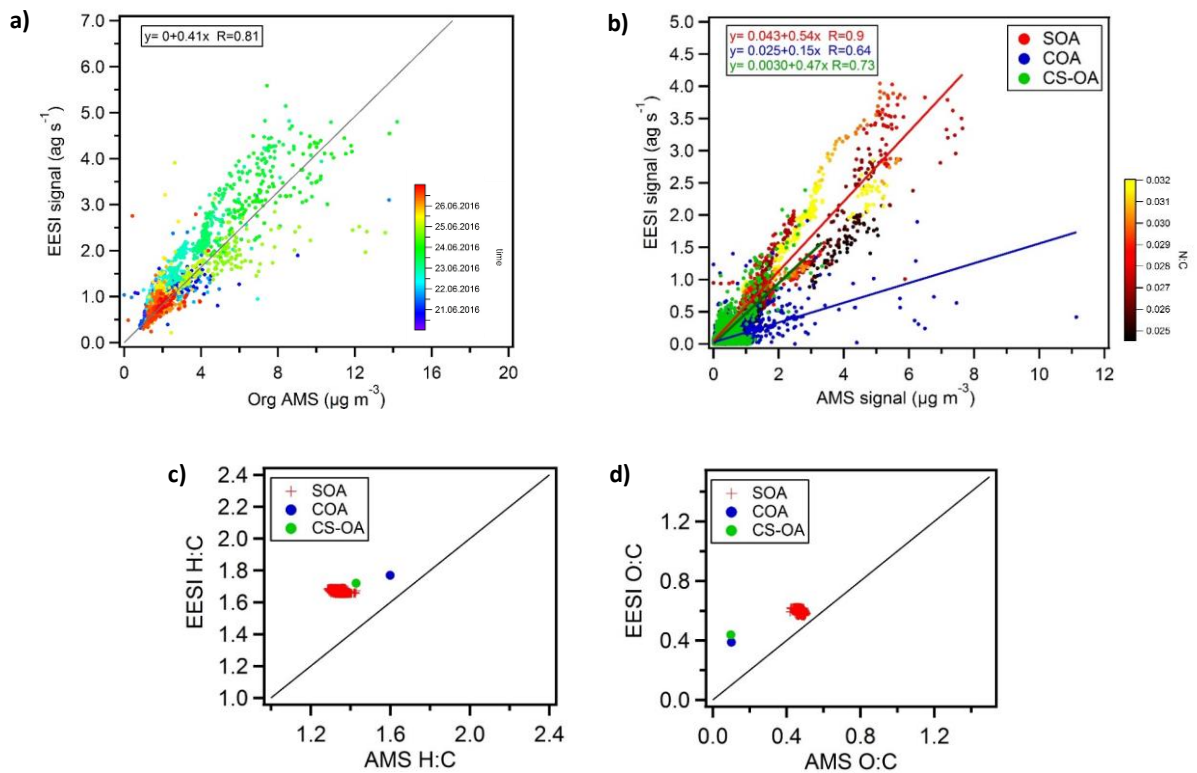 a)
y= 0+0.41x R=0.81
7.0
6.0
5.0
4.0
3.0
2.0
1.0
0.0
EESI signal (ag s⁻¹)
0 4 8 12 16 20
Org AMS (µg m⁻³)
26.06.2016
25.06.2016
24.06.2016
23.06.2016
22.06.2016
21.06.2016
time
b)
y= 0.043+0.54x R=0.9
y= 0.025+0.15x R=0.64
y= 0.0030+0.47x R=0.73
SOA
COA
CS-OA
5.0
4.5
4.0
3.5
3.0
2.5
2.0
1.5
1.0
0.5
0.0
EESI signal (ag s⁻¹)
0 2 4 6 8 10 12
AMS signal (µg m⁻³)
0.032
0.031
0.030
0.029
0.028
0.027
0.026
0.025
N:C
c)
SOA
COA
CS-OA
2.4
2.2
2.0
1.8
1.6
1.4
1.2
1.0
EESI H:C
1.2 1.6 2.0 2.4
AMS H:C
d)
SOA
COA
CS-OA
1.2
0.8
0.4
0.0
EESI O:C
0.0 0.4 0.8 1.2
AMS O:C